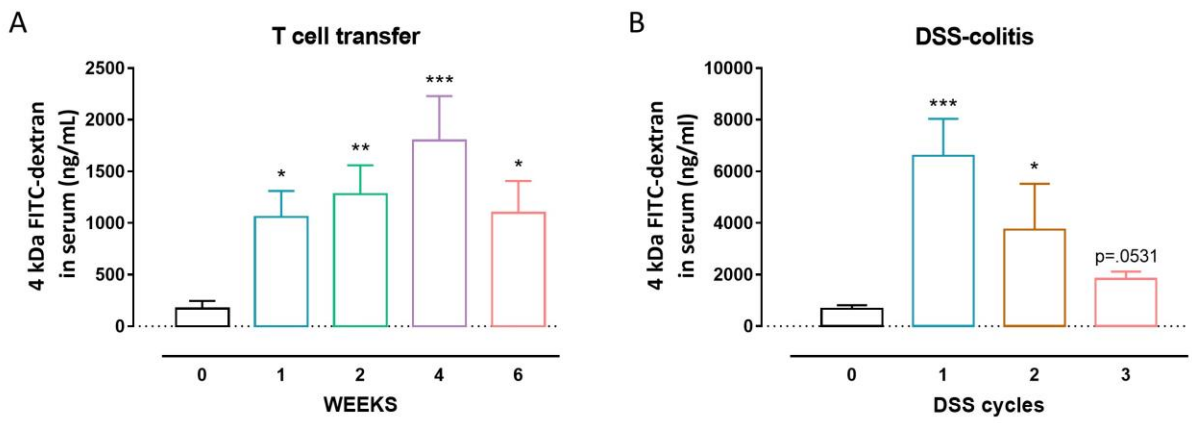 A
T cell transfer
4 kDa FITC-dextran
in serum (ng/mL)
2500
2000
1500
1000
500
0
*
**
***
*
0 1 2 4 6
WEEKS
B
DSS-colitis
4 kDa FITC-dextran
in serum (ng/ml)
10000
8000
6000
4000
2000
0
***
*
p=.0531
0 1 2 3
DSS cycles